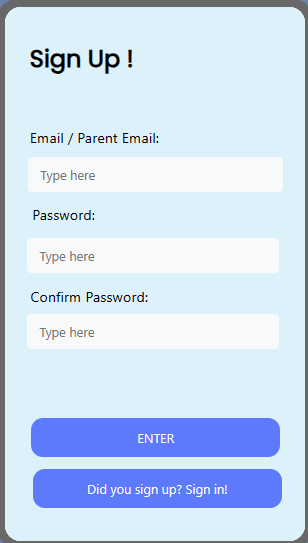 Sign Up !
Email / Parent Email:
Type here
Password:
Type here
Confirm Password:
Type here
ENTER
Did you sign up? Sign in!